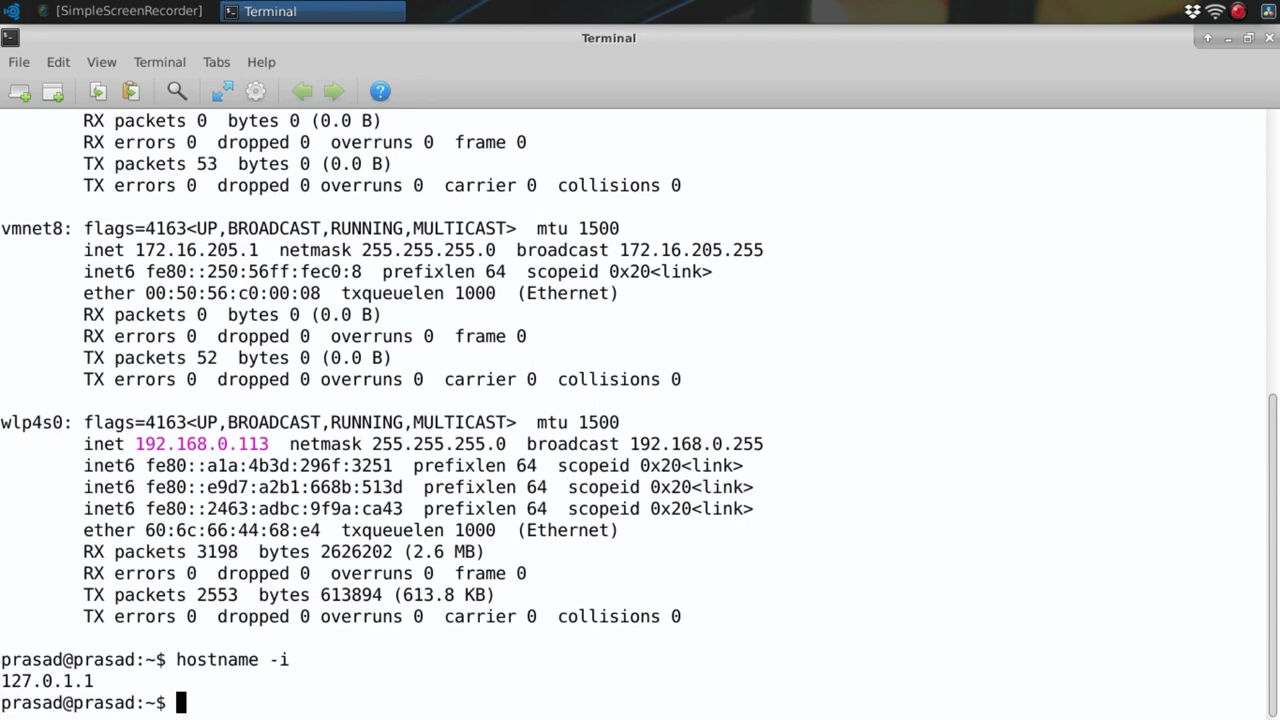 [SimpleScreenRecorder]
Terminal
Terminal
File Edit View Terminal Tabs Help
RX packets 0  bytes 0 (0.0 B)
RX errors 0  dropped 0  overruns 0  frame 0
TX packets 53  bytes 0 (0.0 B)
TX errors 0  dropped 0 overruns 0  carrier 0  collisions 0
vmnet8: flags=4163<UP,BROADCAST,RUNNING,MULTICAST>  mtu 1500
inet 172.16.205.1  netmask 255.255.255.0  broadcast 172.16.205.255
inet6 fe80::250:56ff:fec0:8  prefixlen 64  scopeid 0x20<link>
ether 00:50:56:c0:00:08  txqueuelen 1000  (Ethernet)
RX packets 0  bytes 0 (0.0 B)
RX errors 0  dropped 0  overruns 0  frame 0
TX packets 52  bytes 0 (0.0 B)
TX errors 0  dropped 0 overruns 0  carrier 0  collisions 0
wlp4s0: flags=4163<UP,BROADCAST,RUNNING,MULTICAST>  mtu 1500
inet 192.168.0.113  netmask 255.255.255.0  broadcast 192.168.0.255
inet6 fe80::a1a:4b3d:296f:3251  prefixlen 64  scopeid 0x20<link>
inet6 fe80::e9d7:a2b1:668b:513d  prefixlen 64  scopeid 0x20<link>
inet6 fe80::2463:adbc:9f9a:ca43  prefixlen 64  scopeid 0x20<link>
ether 60:6c:66:44:68:e4  txqueuelen 1000  (Ethernet)
RX packets 3198  bytes 2626202 (2.6 MB)
RX errors 0  dropped 0  overruns 0  frame 0
TX packets 2553  bytes 613894 (613.8 KB)
TX errors 0  dropped 0 overruns 0  carrier 0  collisions 0
prasad@prasad:~$ hostname -i
127.0.1.1
prasad@prasad:~$